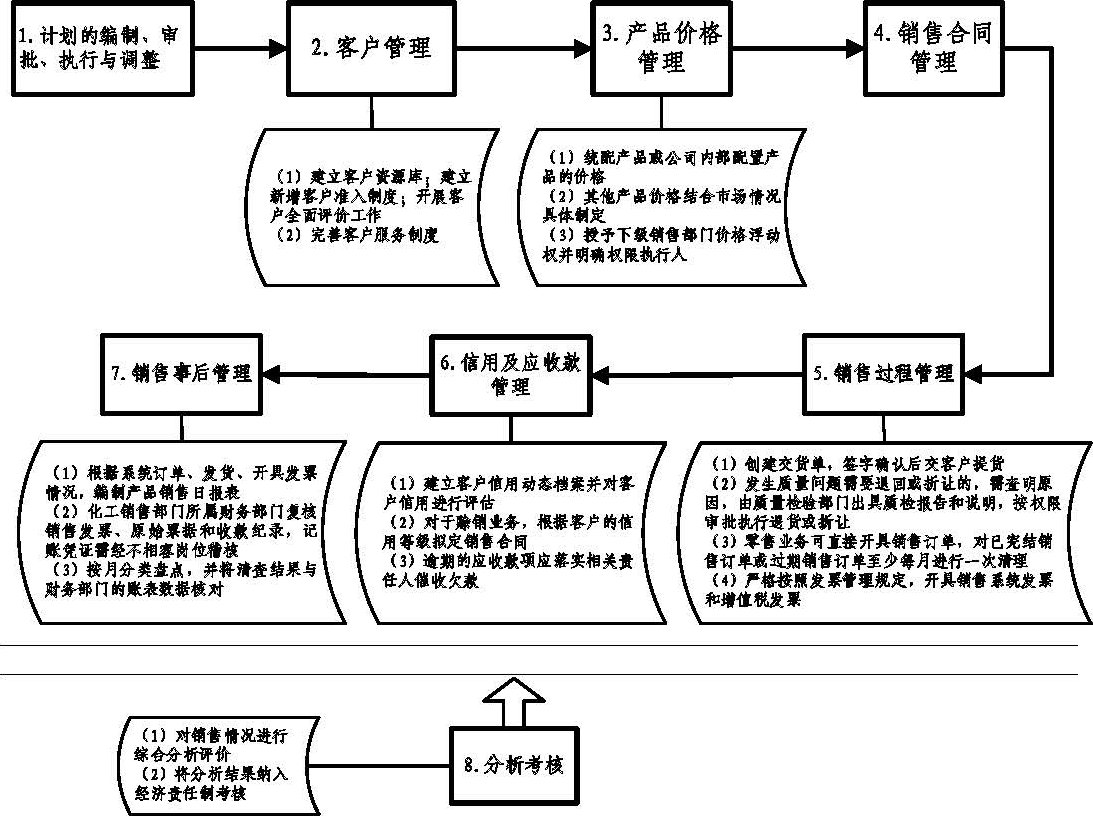 1.计划的编制、审
批、执行与调整
2.客户管理
3.产品价格
管理
4.销售合同
管理
（1）建立客户资源库；建立
新增客户准入制度；开展客
户全面评价工作
（2）完善客户服务制度
（1）统配产品或公司内部配置产
品的价格
（2）其他产品价格结合市场情况
具体制定
（3）授予下级销售部门价格浮动
权并明确权限执行人
7.销售事后管理
6.信用及应收款
管理
5.销售过程管理
（1）根据系统订单、发货、开具发票
情况，编制产品销售日报表
（2）化工销售部门所属财务部门复核
销售发票、原始票据和收款纪录，记
账凭证需经不相容岗位稽核
（3）按月分类盘点，并将清查结果与
财务部门的账表数据核对
（1）建立客户信用动态档案并对客
户信用进行评估
（2）对于赊销业务，根据客户的信
用等级拟定销售合同
（3）逾期的应收款项应落实相关责
任人催收欠款
（1）创建交货单，签字确认后交客户提货
（2）发生质量问题需要退回或折让的，需查明原
因，由质量检验部门出具质检报告和说明，按权限
审批执行退货或折让
（3）零售业务可直接开具销售订单，对已完结销
售订单或过期销售订单至少每月进行一次清理
（4）严格按照发票管理规定，开具销售系统发票
和增值税发票
（1）对销售情况进行
综合分析评价
（2）将分析结果纳入
经济责任制考核
8.分析考核